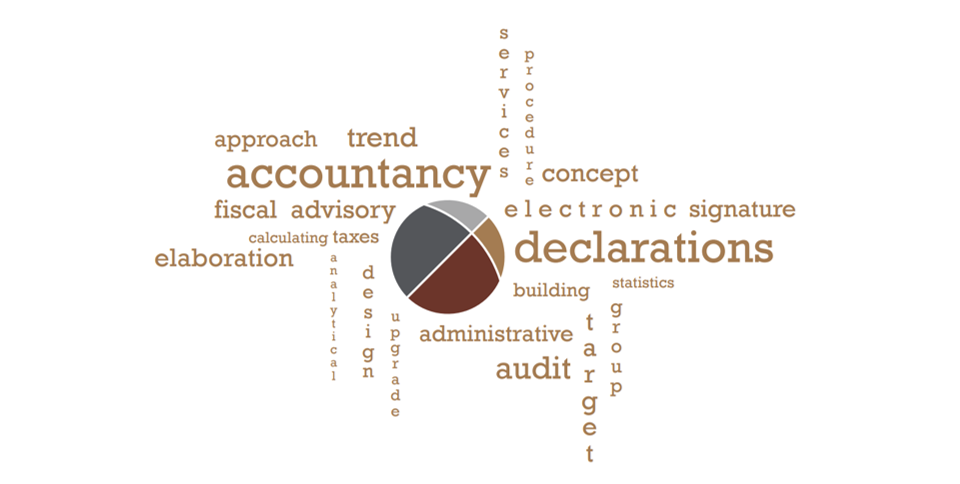 services
procedure
approach trend
accountancy
concept
fiscal advisory
electronic signature
calculating taxes
declarations
elaboration
analytical
design
building
statistics
upgrade
administrative
target
group
audit